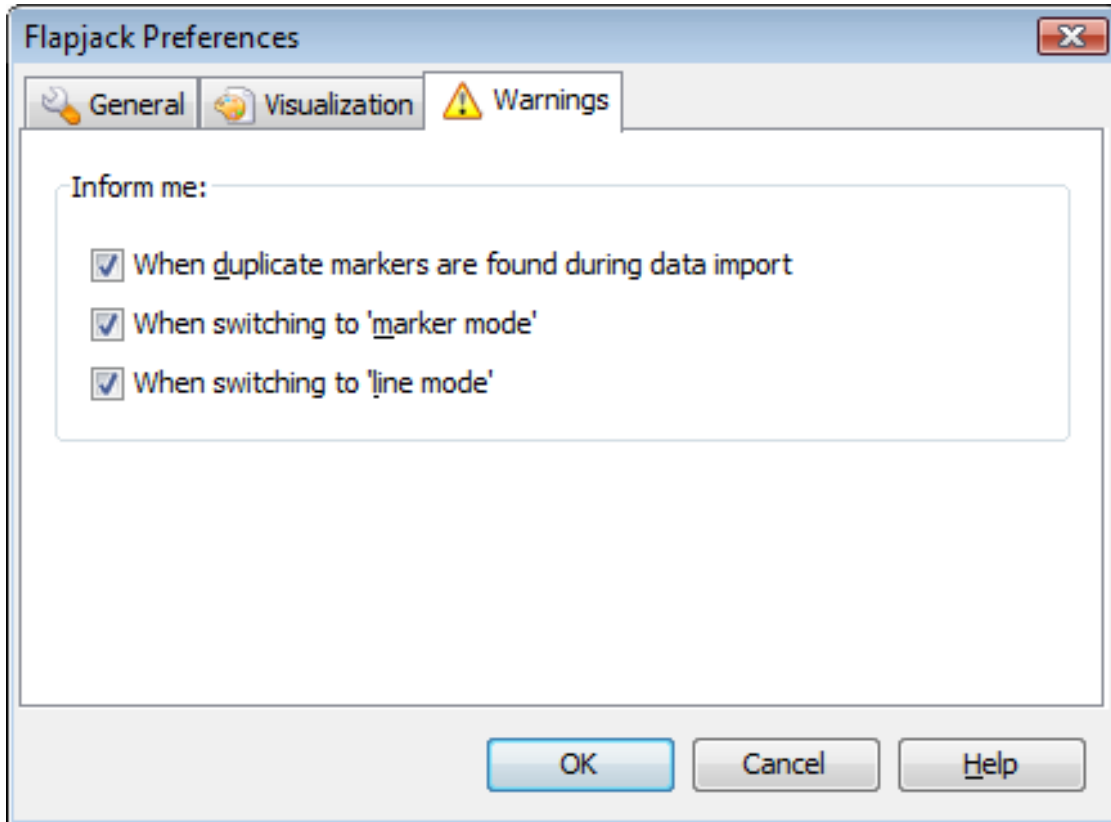 Flapjack Preferences
General Visualization Warnings
Inform me:
When duplicate markers are found during data import
When switching to 'marker mode'
When switching to 'line mode'
OK Cancel Help